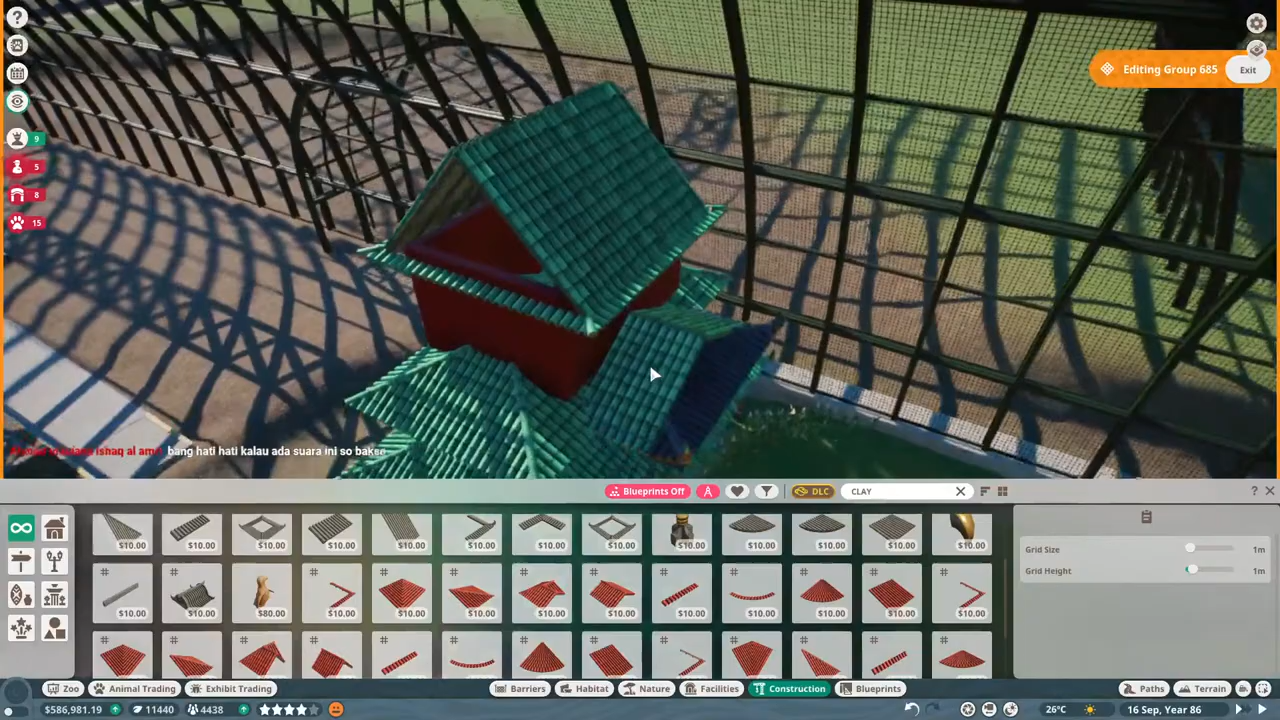 Editing Group 685
Exit
9
5
8
15
ishaq al am bang hati hati kalau ada suara ini so baker
Blueprints Off
DLC
CLAY
?
Grid Size 1m
Grid Height 1m
$10.00 $10.00 $10.00 $10.00 $10.00 $10.00 $10.00 $10.00 $10.00 $10.00 $10.00 $10.00 $10.00
$10.00 $10.00 $80.00 $10.00 $10.00 $10.00 $10.00 $10.00 $10.00 $10.00 $10.00 $10.00 $10.00
Zoo Animal Trading Exhibit Trading Barriers Habitat Nature Facilities Construction Blueprints Paths Terrain
$586,981.19 11440 4438 26°C 16 Sep, Year 86